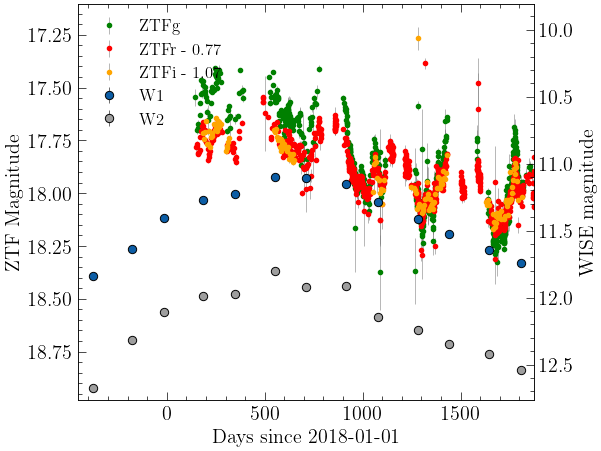 ZTFg
ZTFr - 0.77
ZTFi - 1.07
W1
W2
17.25
17.50
17.75
18.00
18.25
18.50
18.75
ZTF Magnitude
10.0
10.5
11.0
11.5
12.0
12.5
WISE magnitude
0
500
1000
1500
Days since 2018-01-01